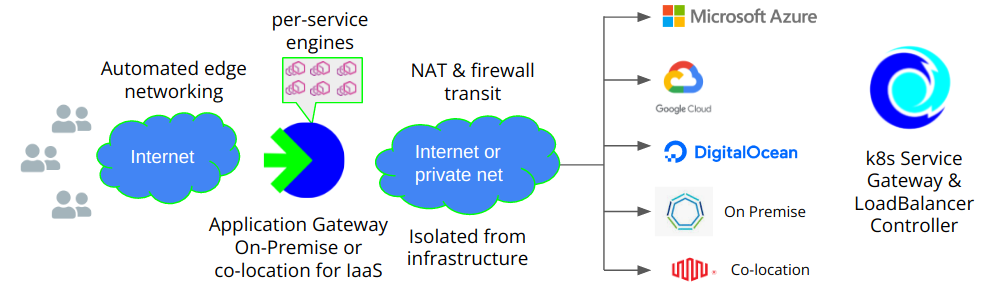 per-service
engines
Automated edge
networking
Internet
Application Gateway
On-Premise or
co-location for IaaS
NAT & firewall
transit
Internet or
private net
Isolated from
infrastructure
Microsoft Azure
Google Cloud
DigitalOcean
On Premise
Co-location
k8s Service
Gateway &
LoadBalancer
Controller